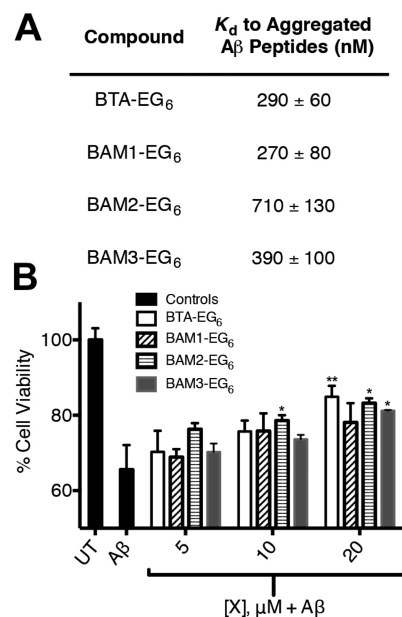 A
Compound
K_d to Aggregated
Aβ Peptides (nM)
BTA-EG₆
290 ± 60
BAM1-EG₆
270 ± 80
BAM2-EG₆
710 ± 130
BAM3-EG₆
390 ± 100
B
Controls
BTA-EG₆
BAM1-EG₆
BAM2-EG₆
BAM3-EG₆
% Cell Viability
100
80
60
*
**
*
*
UT
Aβ
5
10
20
[X], μM + Aβ